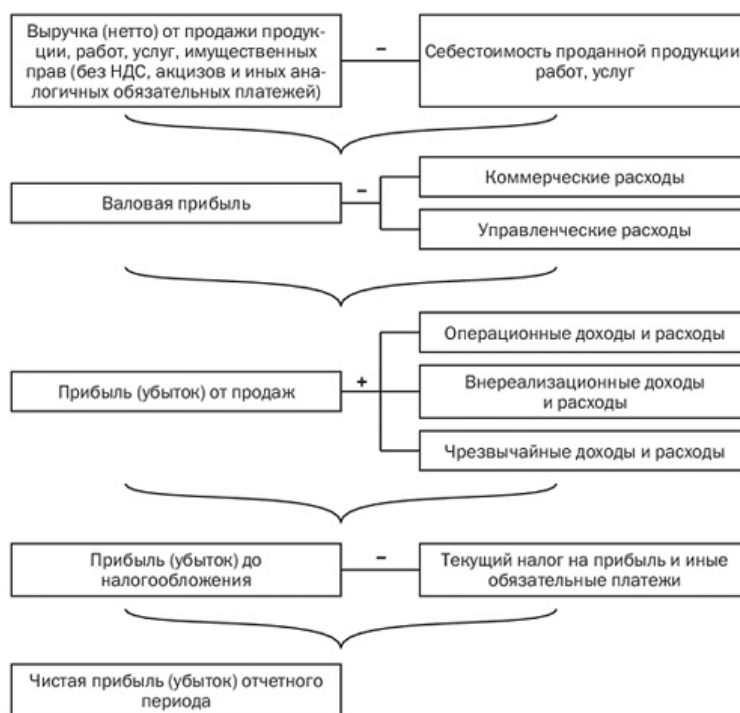 Выручка (нетто) от продажи продук-
ции, работ, услуг, имущественных
прав (без НДС, акцизов и иных ана-
логичных обязательных платежей)
–
Себестоимость проданной продукции
работ, услуг
Валовая прибыль
–
Коммерческие расходы
Управленческие расходы
Прибыль (убыток) от продаж
+
Операционные доходы и расходы
Внереализационные доходы
и расходы
Чрезвычайные доходы и расходы
Прибыль (убыток) до
налогообложения
–
Текущий налог на прибыль и иные
обязательные платежи
Чистая прибыль (убыток) отчетного
периода